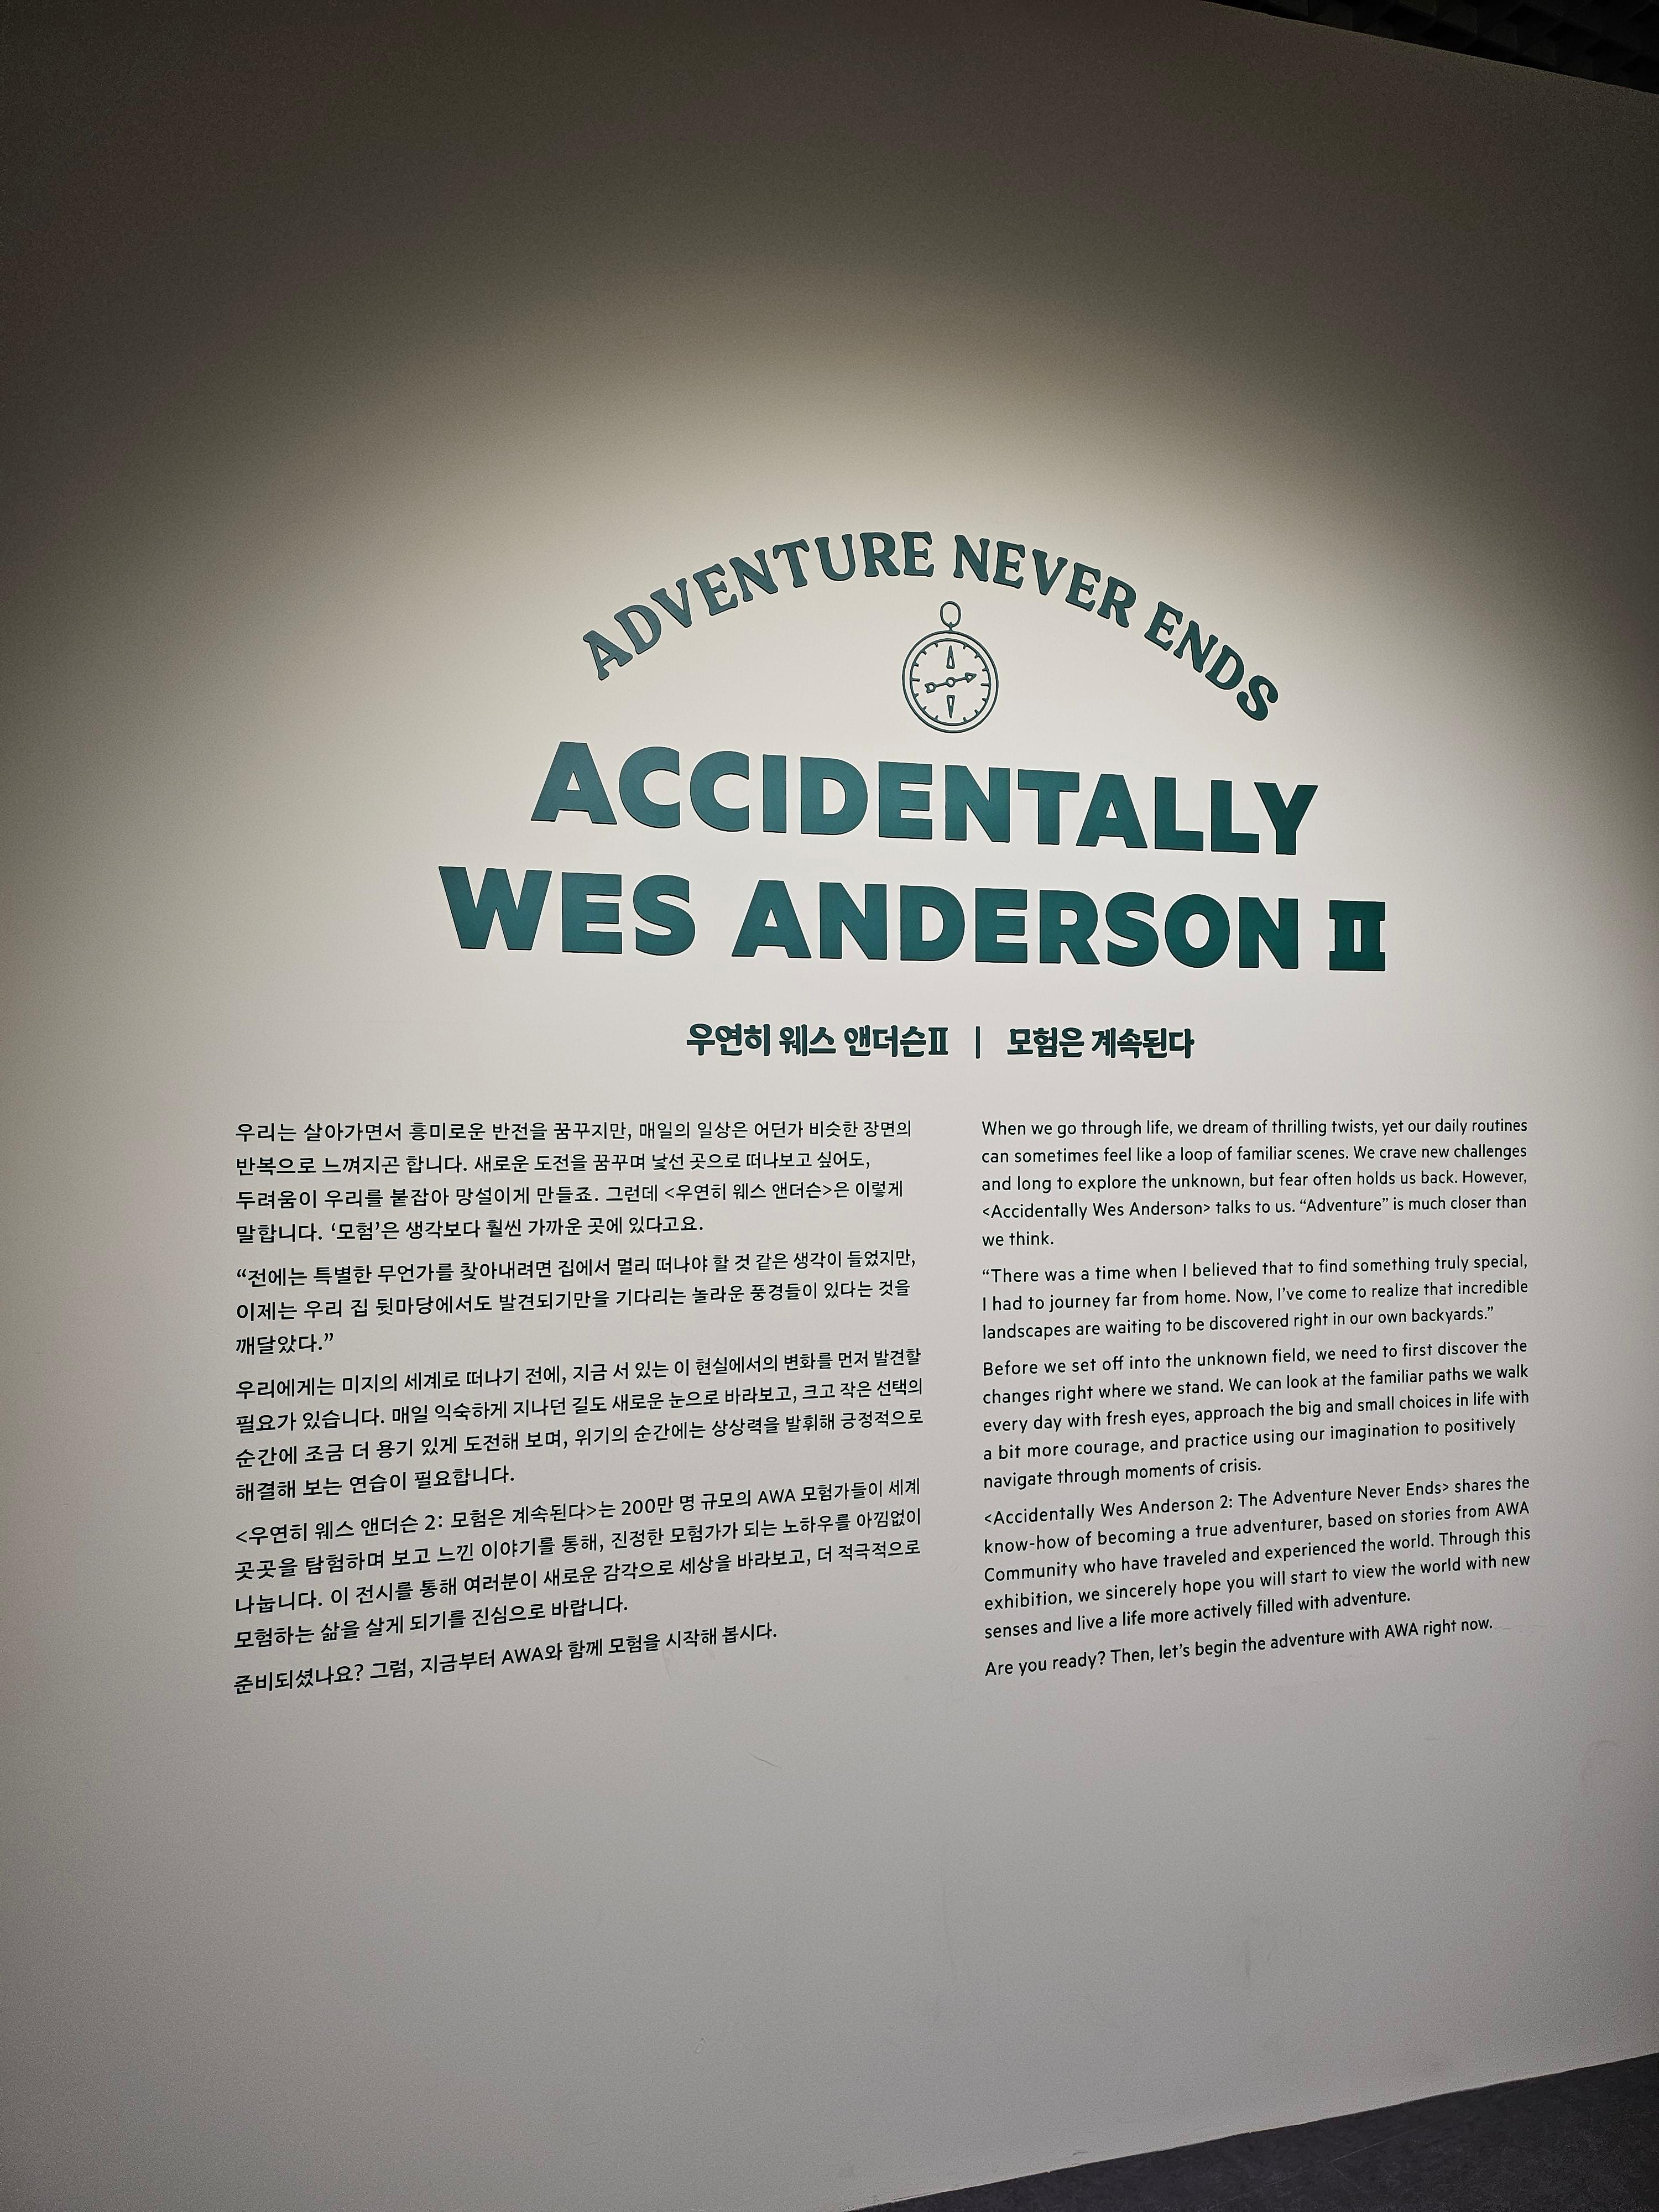 ADVENTURE NEVER ENDS
ACCIDENTALLY
WES ANDERSON Ⅱ
우연히 웨스 앤더슨Ⅱ | 모험은 계속된다
우리는 살아가면서 흥미로운 반전을 꿈꾸지만, 매일의 일상은 어딘가 비슷한 장면의
반복으로 느껴지곤 합니다. 새로운 도전을 꿈꾸며 낯선 곳으로 떠나보고 싶어도,
두려움이 우리를 붙잡아 망설이게 만들죠. 그런데 <우연히 웨스 앤더슨>은 이렇게
말합니다. ‘모험’은 생각보다 훨씬 가까운 곳에 있다고요.
“전에는 특별한 무언가를 찾아내려면 집에서 멀리 떠나야 할 것 같은 생각이 들었지만,
이제는 우리 집 뒷마당에서도 발견되기만을 기다리는 놀라운 풍경들이 있다는 것을
깨달았다.”
우리에게는 미지의 세계로 떠나기 전에, 지금 서 있는 이 현실에서의 변화를 먼저 발견할
필요가 있습니다. 매일 익숙하게 지나던 길도 새로운 눈으로 바라보고, 크고 작은 선택의
순간에 조금 더 용기 있게 도전해 보며, 위기의 순간에는 상상력을 발휘해 긍정적으로
해결해 보는 연습이 필요합니다.
<우연히 웨스 앤더슨 2: 모험은 계속된다>는 200만 명 규모의 AWA 모험가들이 세계
곳곳을 탐험하며 보고 느낀 이야기를 통해, 진정한 모험가가 되는 노하우를 아낌없이
나눕니다. 이 전시를 통해 여러분이 새로운 감각으로 세상을 바라보고, 더 적극적으로
모험하는 삶을 살게 되기를 진심으로 바랍니다.
준비되셨나요? 그럼, 지금부터 AWA와 함께 모험을 시작해 봅시다.
When we go through life, we dream of thrilling twists, yet our daily routines
can sometimes feel like a loop of familiar scenes. We crave new challenges
and long to explore the unknown, but fear often holds us back. However,
<Accidentally Wes Anderson> talks to us. “Adventure” is much closer than
we think.
“There was a time when I believed that to find something truly special,
I had to journey far from home. Now, I’ve come to realize that incredible
landscapes are waiting to be discovered right in our own backyards.”
Before we set off into the unknown field, we need to first discover the
changes right where we stand. We can look at the familiar paths we walk
every day with fresh eyes, approach the big and small choices in life with
a bit more courage, and practice using our imagination to positively
navigate through moments of crisis.
<Accidentally Wes Anderson 2: The Adventure Never Ends> shares the
know-how of becoming a true adventurer, based on stories from AWA
Community who have traveled and experienced the world. Through this
exhibition, we sincerely hope you will start to view the world with new
senses and live a life more actively filled with adventure.
Are you ready? Then, let’s begin the adventure with AWA right now.